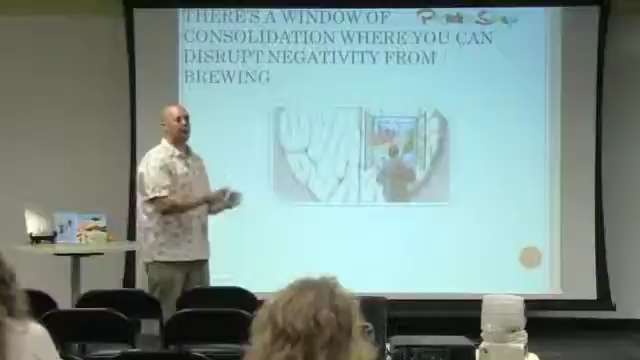 THERE'S A WINDOW OF
CONSOLIDATION WHERE YOU CAN
DISRUPT NEGATIVITY FROM
BREWING